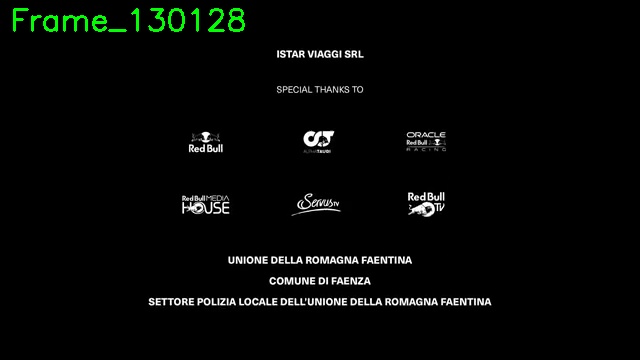 Frame_130128
ISTAR VIAGGI SRL
SPECIAL THANKS TO
Red Bull
ALPHATAURI
ORACLE
Red Bull
RACING
Red Bull MEDIA
HOUSE
ServusTV
Red Bull
TV
UNIONE DELLA ROMAGNA FAENTINA
COMUNE DI FAENZA
SETTORE POLIZIA LOCALE DELL'UNIONE DELLA ROMAGNA FAENTINA